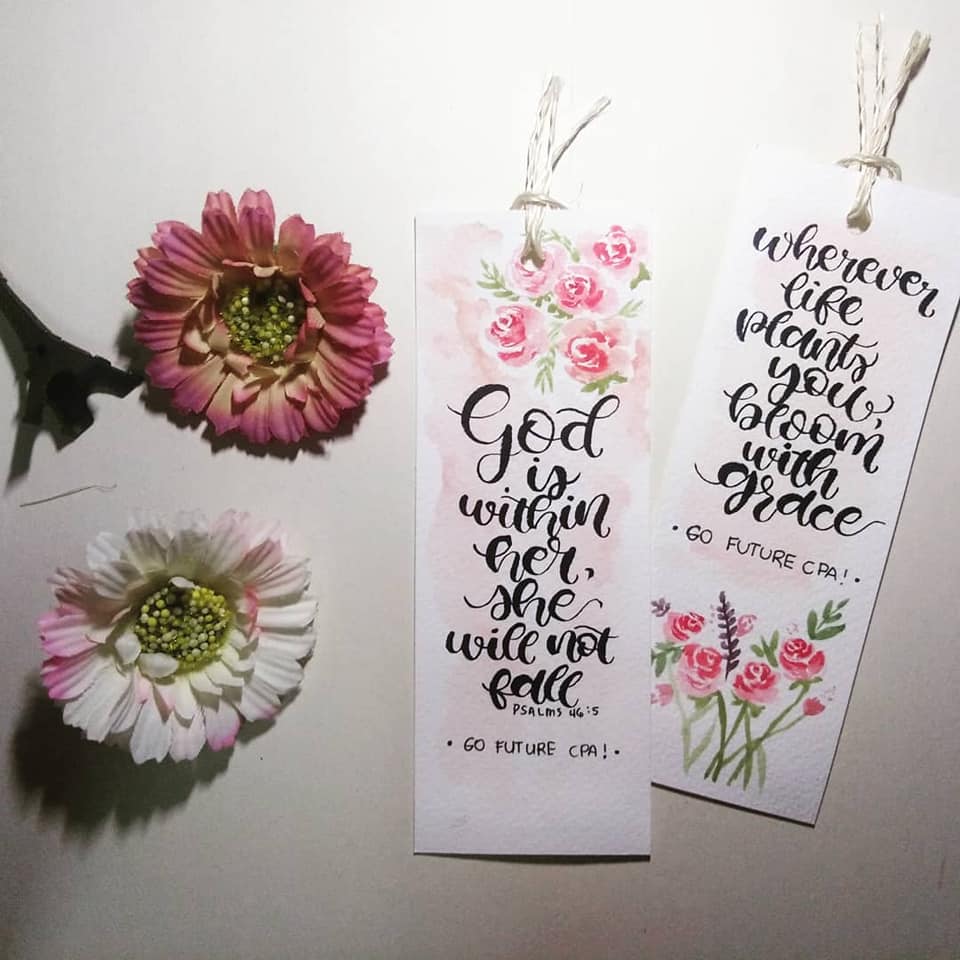 God
is
within
her,
she
will not
fall
PSALMS 46:5
• GO FUTURE CPA! •
wherever
life
plants
you,
bloom
with
grace
• GO FUTURE CPA! •